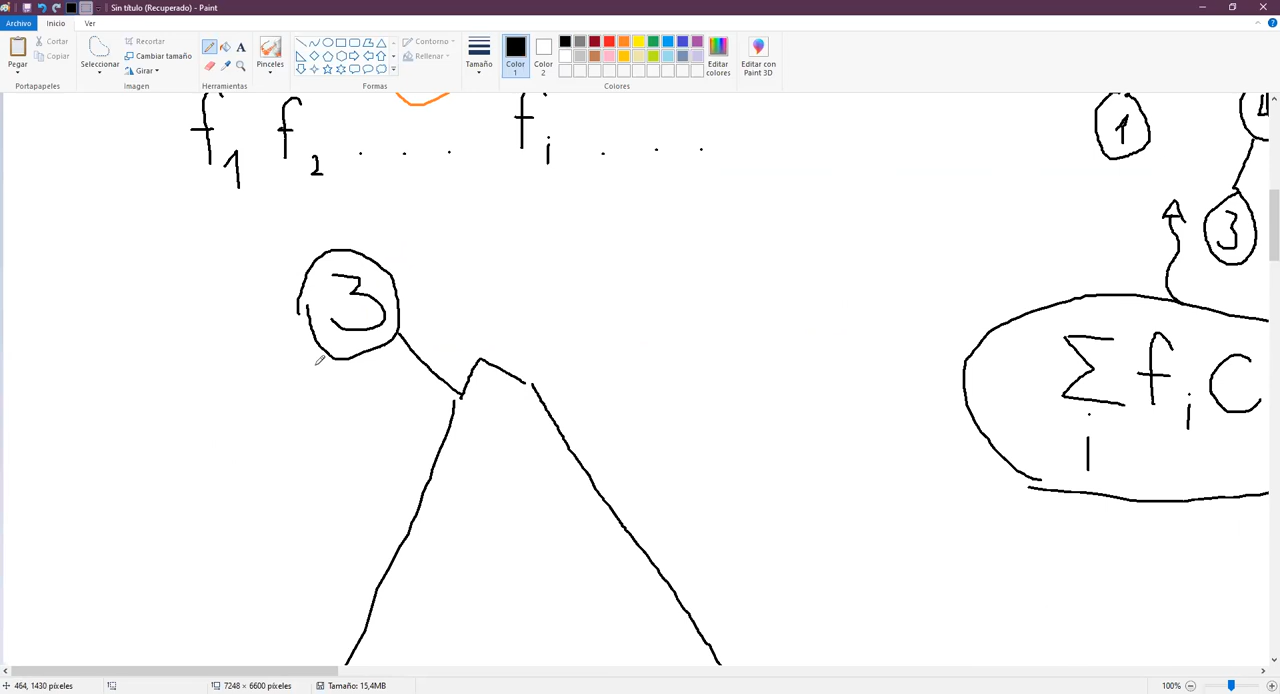 Sin título (Recuperado) - Paint
Archivo Inicio Ver
Pegar
Cortar
Copiar
Portapapeles
Seleccionar
Recortar
Cambiar tamaño
Girar
Imagen
A
Herramientas
Pinceles
Contorno
Rellenar
Formas
Tamaño
Color 1
Color 2
Editar colores
Colores
Editar con Paint 3D
f1 f2 . . . fi . . .
1
3
3
∑ fi C
i
464, 1430 píxeles
7248 × 6600 píxeles
Tamaño: 15,4MB
100%